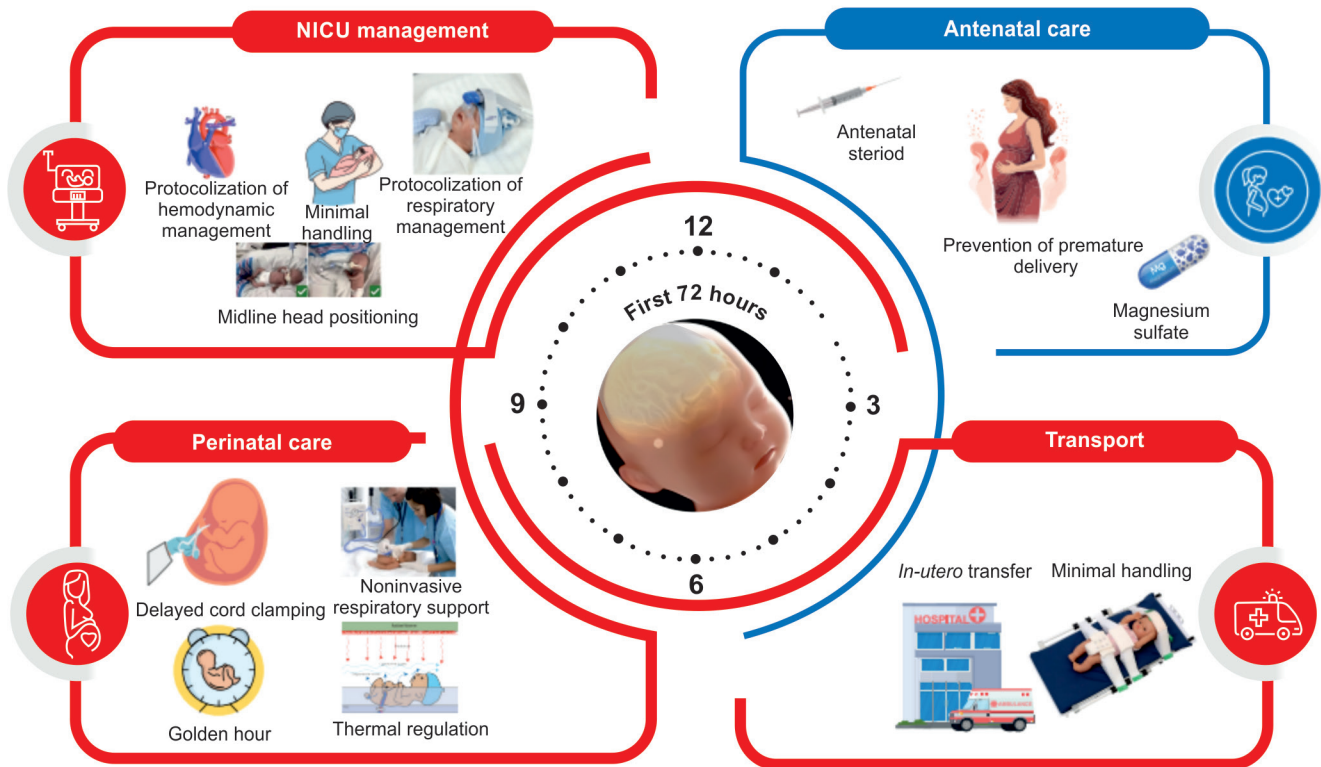 NICU management
Protocolization of
hemodynamic
management
Minimal
handling
Protocolization of
respiratory
management
Midline head positioning
Antenatal care
Antenatal
steriod
Prevention of premature
delivery
Mg
Magnesium
sulfate
12
3
6
9
First 72 hours
Perinatal care
Delayed cord clamping
Noninvasive
respiratory support
Golden hour
Thermal regulation
Transport
In-utero transfer
Minimal handling
HOSPITAL
AMBULANCE